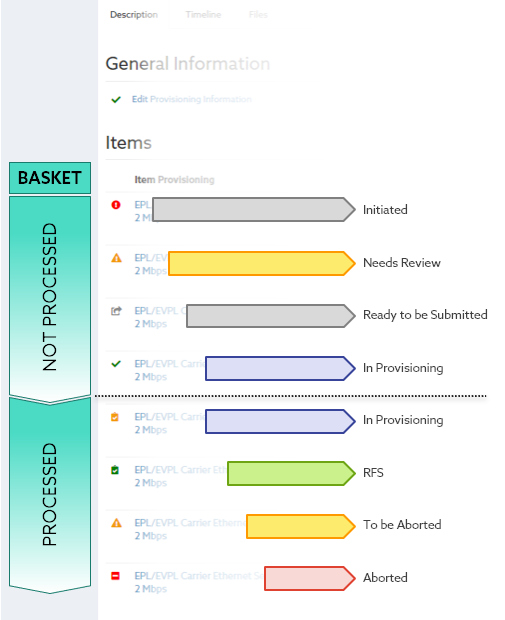 Description Timeline Files
General Information
Edit Provisioning Information
Items
BASKET
Item Provisioning
EPL/
2 Mb
Initiated
EPL/EV
2 Mbps
Needs Review
EPL/EVPL C
2 Mbps
Ready to be Submitted
EPL/EVPL Carrie
2 Mbps
In Provisioning
NOT PROCESSED
EPL/EVPL Carrie
2 Mbps
In Provisioning
EPL/EVPL Carrier Eth
2 Mbps
RFS
EPL/EVPL Carrier Etherne
2 Mbps
To be Aborted
EPL/EVPL Carrier Ethernet
2 Mbps
Aborted
PROCESSED